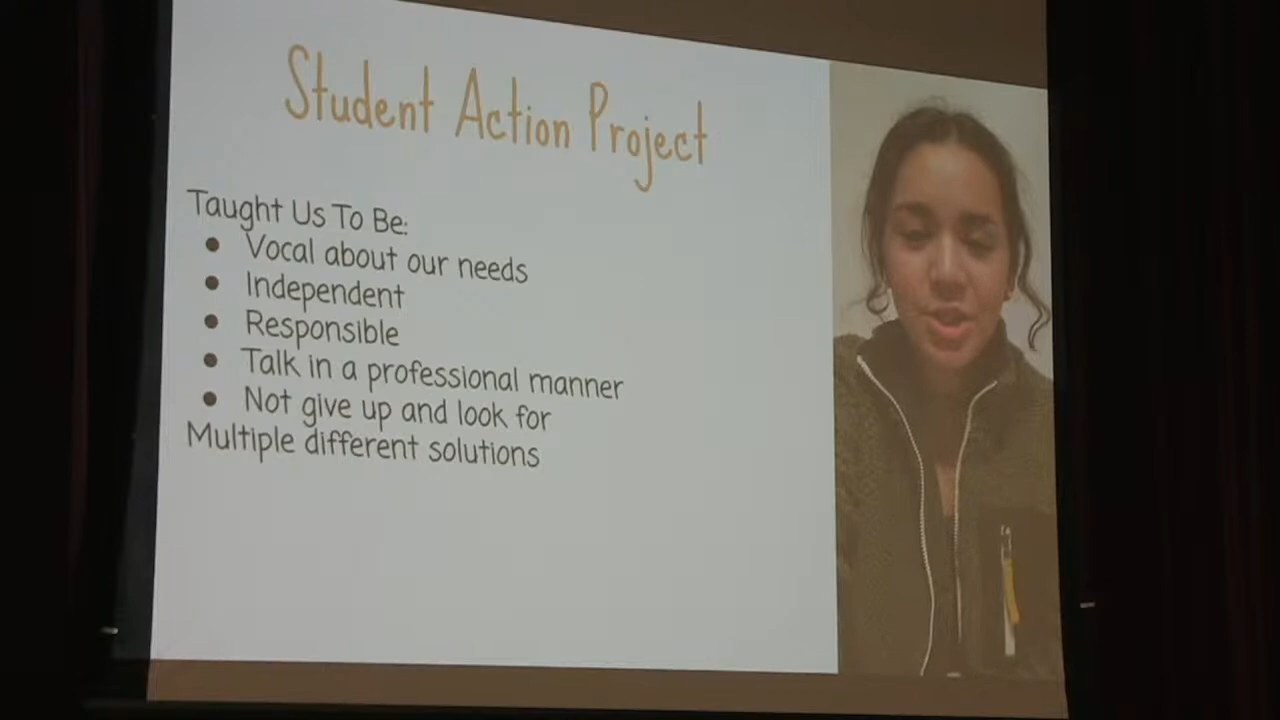 Student Action Project
Taught Us To Be:
● Vocal about our needs
● Independent
● Responsible
● Talk in a professional manner
● Not give up and look for
Multiple different solutions